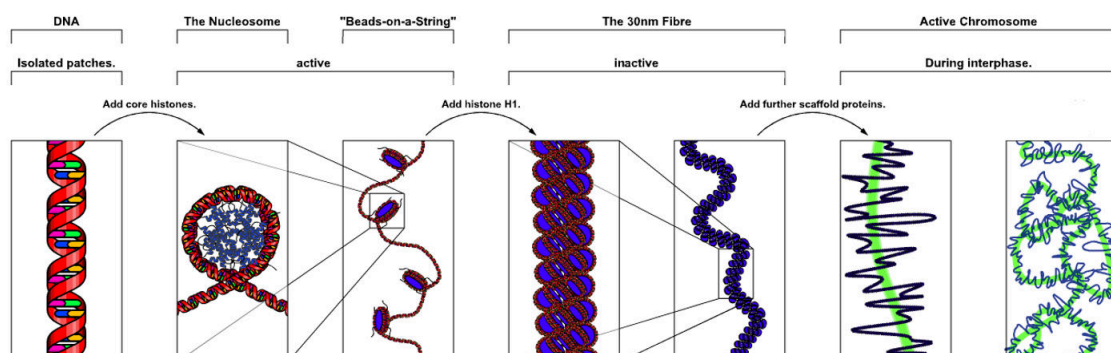 DNA
The Nucleosome
"Beads-on-a-String"
The 30nm Fibre
Active Chromosome
Isolated patches.
active
inactive
During interphase.
Add core histones.
Add histone H1.
Add further scaffold proteins.